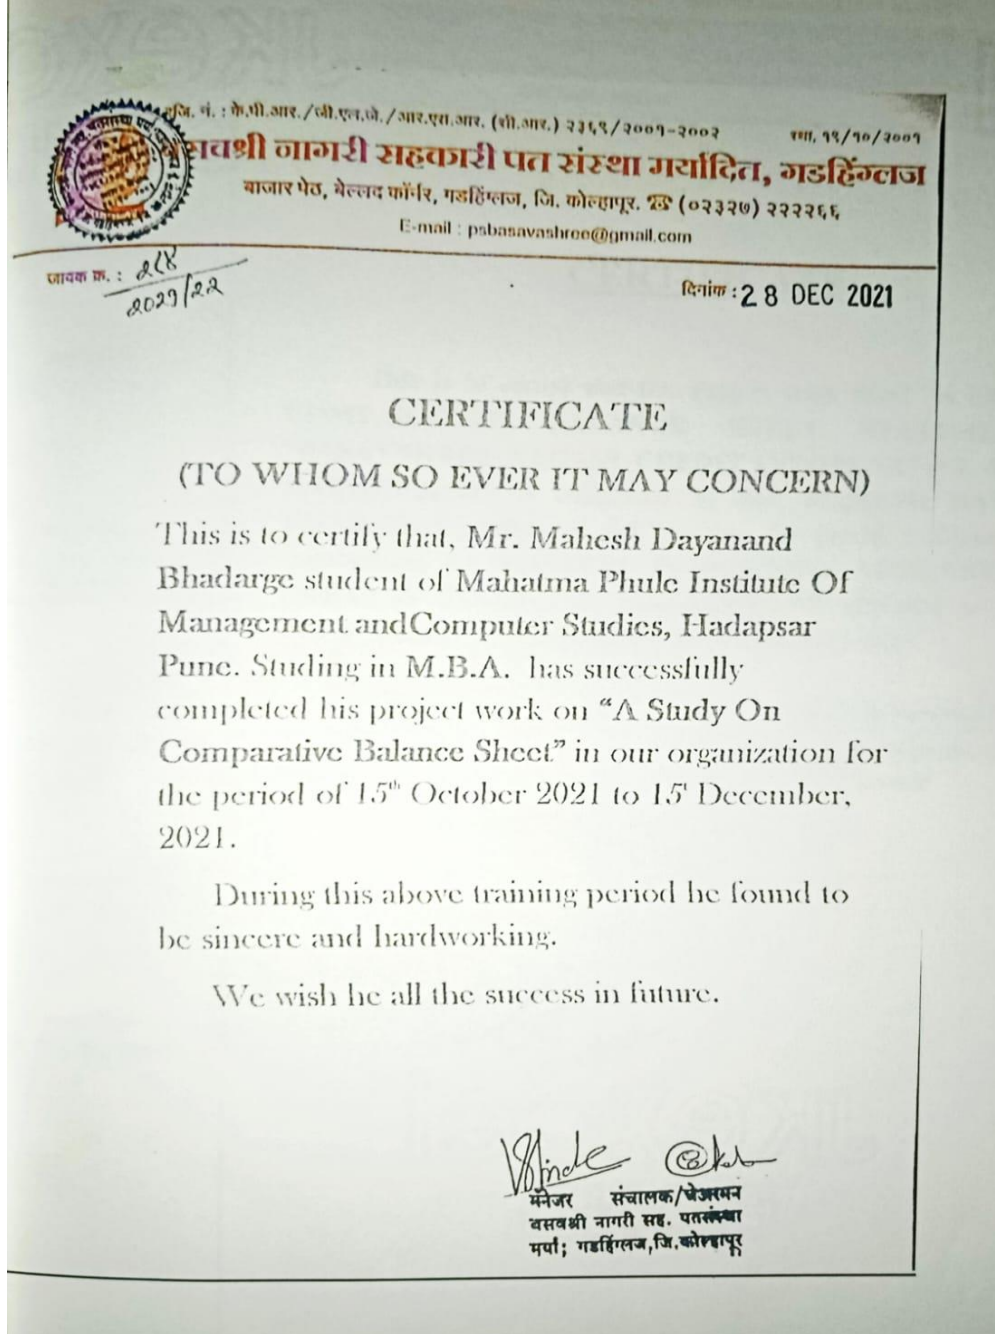 रजि. नं. : के.पी.आर./जी.एल.जे./आर.एस.आर. (सी.आर.) २३६९/२००१-२००२
स्था. १९/१०/२००१
बसवश्री नागरी सहकारी पत संस्था मर्यादित, गडहिंग्लज
बाजार पेठ, बेल्लद कॉर्नर, गडहिंग्लज, जि. कोल्हापूर. ☎ (०२३२७) २२२२६६
E-mail : psbasavashree@gmail.com
जावक क्र. :
2021/22
दिनांक : 28 DEC 2021
CERTIFICATE
(TO WHOM SO EVER IT MAY CONCERN)
This is to certify that, Mr. Mahesh Dayanand
Bhadarge student of Mahatma Phule Institute Of
Management andComputer Studies, Hadapsar
Pune. Studing in M.B.A. has successfully
completed his project work on “A Study On
Comparative Balance Sheet” in our organization for
the period of 15th October 2021 to 15t December,
2021.
During this above training period he found to
be sincere and hardworking.
We wish he all the success in future.
मॅनेजर संचालक/चेअरमन
बसवश्री नागरी सह. पतसंस्था
मर्या; गडहिंग्लज,जि.कोल्हापूर